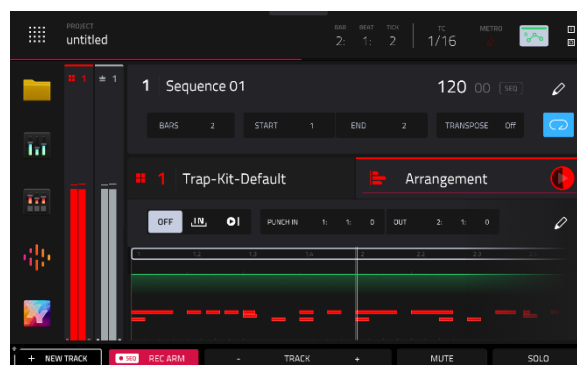 PROJECT
untitled
BAR BEAT TICK
2: 1: 2
TC
1/16
METRO
1 1
1 Sequence 01
120 00 SEQ
BARS 2 START 1 END 2 TRANSPOSE Off
1 Trap-Kit-Default
Arrangement
OFF IN PUNCH IN 1: 1: 0 OUT 2: 1: 0
1 1.2 1.3 1.4 2 2.2 2.3
+ NEW TRACK SEQ REC ARM - TRACK + MUTE SOLO